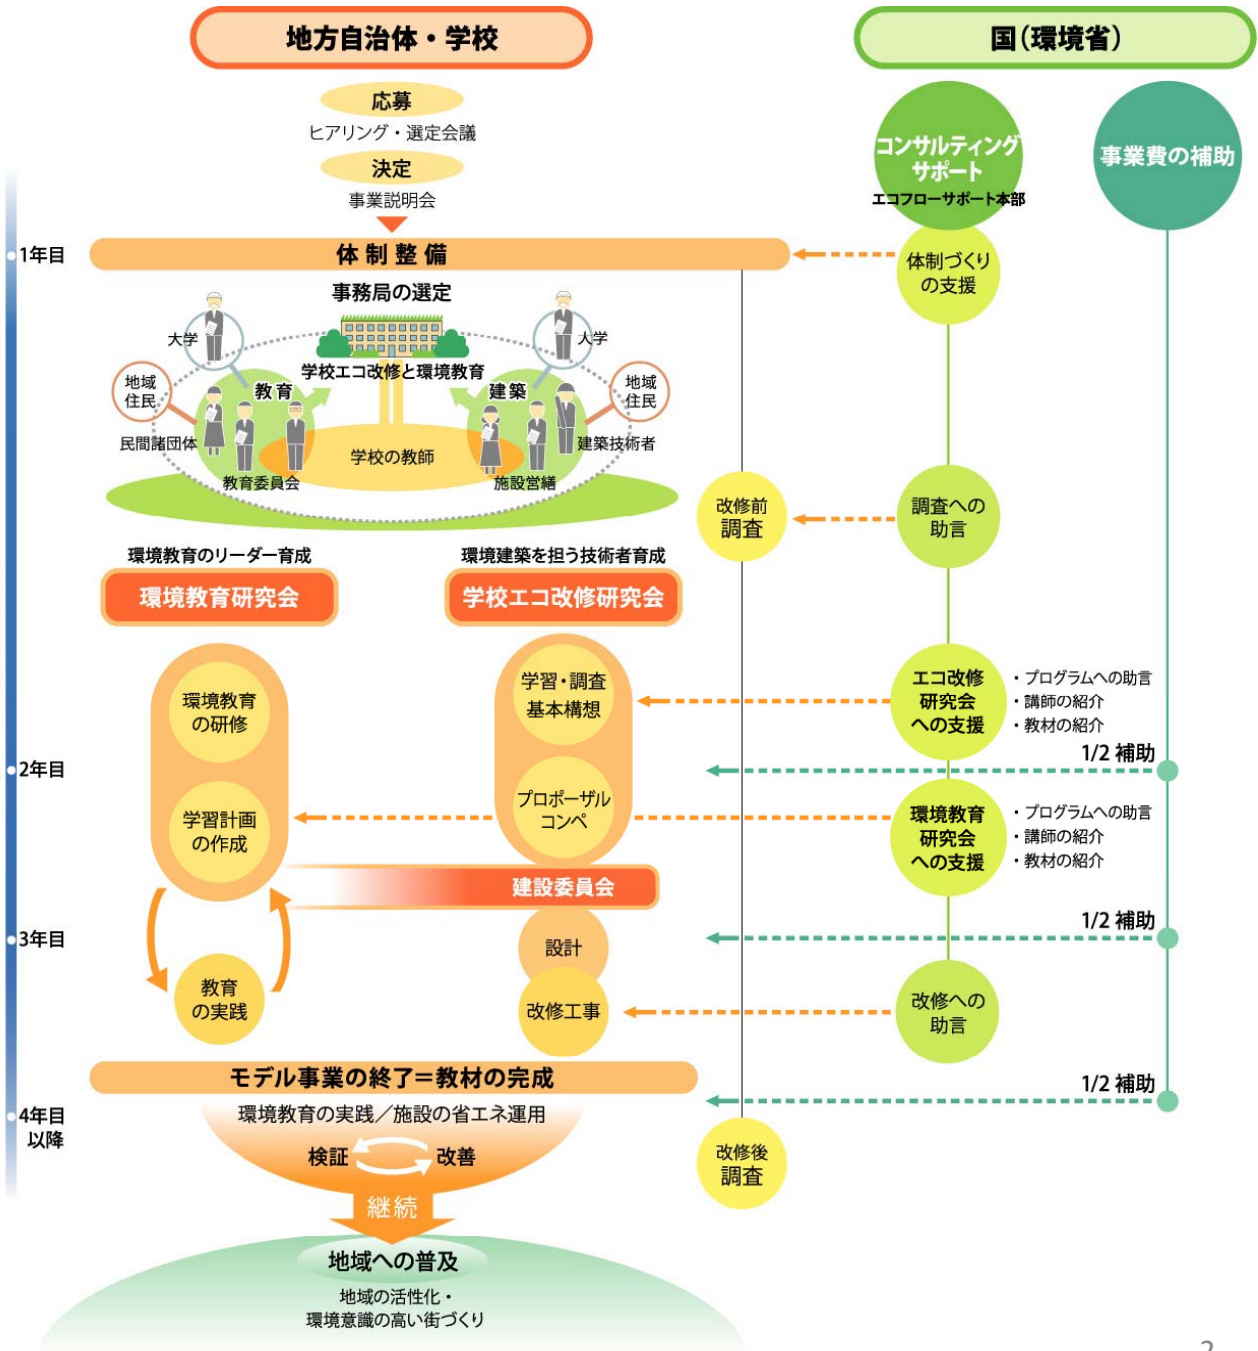 地方自治体・学校
国(環境省)
応募
ヒアリング・選定会議
決定
事業説明会
コンサルティング
サポート
エコフローサポート本部
事業費の補助
1年目
体制整備
体制づくり
の支援
事務局の選定
大学
大学
学校エコ改修と環境教育
地域
住民
教育
建築
地域
住民
民間諸団体
学校の教師
建築技術者
教育委員会
施設営繕
改修前
調査
調査への
助言
環境教育のリーダー育成
環境建築を担う技術者育成
環境教育研究会
学校エコ改修研究会
環境教育
の研修
学習・調査
基本構想
エコ改修
研究会
への支援
・プログラムへの助言
・講師の紹介
・教材の紹介
2年目
1/2 補助
学習計画
の作成
プロポーザル
コンペ
環境教育
研究会
への支援
・プログラムへの助言
・講師の紹介
・教材の紹介
建設委員会
3年目
1/2 補助
設計
教育
の実践
改修工事
改修への
助言
モデル事業の終了＝教材の完成
1/2 補助
4年目
以降
環境教育の実践／施設の省エネ運用
検証
改善
改修後
調査
継続
地域への普及
地域の活性化・
環境意識の高い街づくり
2